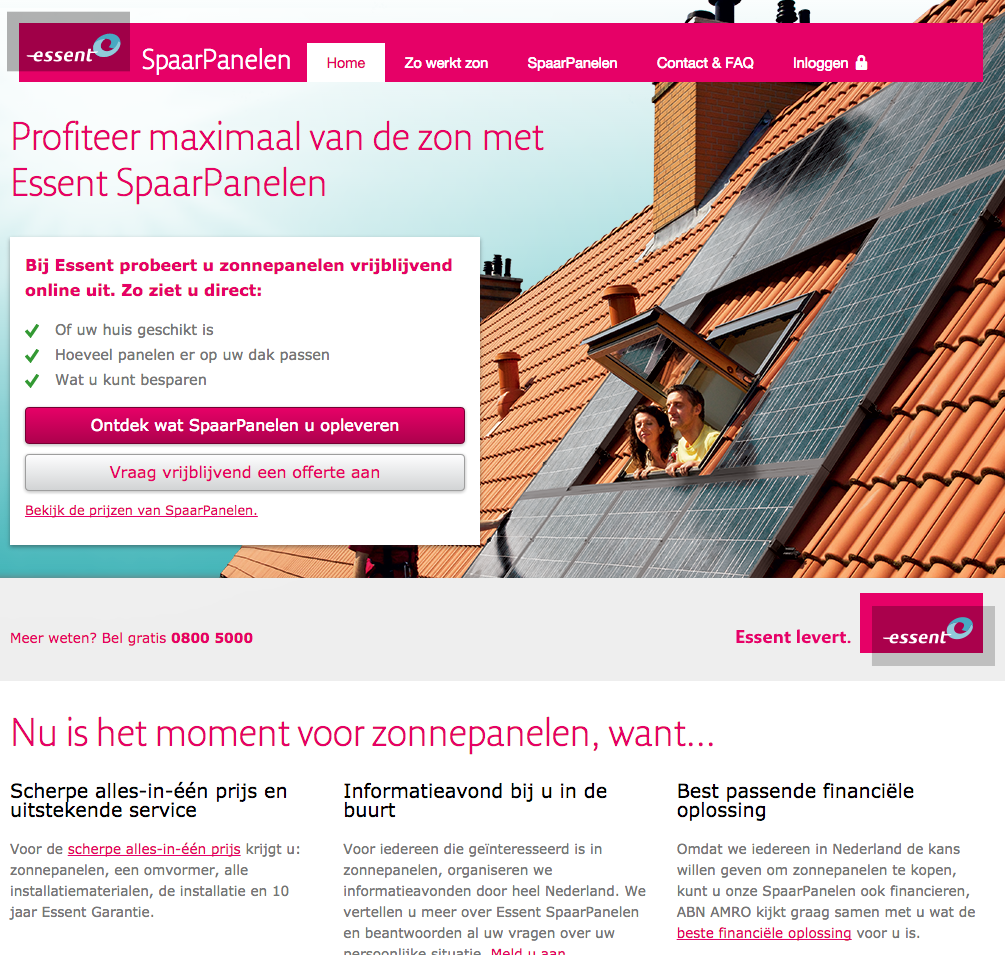 essent
SpaarPanelen
Home
Zo werkt zon
SpaarPanelen
Contact & FAQ
Inloggen
Profiteer maximaal van de zon met
Essent SpaarPanelen
Bij Essent probeert u zonnepanelen vrijblijvend
online uit. Zo ziet u direct:
Of uw huis geschikt is
Hoeveel panelen er op uw dak passen
Wat u kunt besparen
Ontdek wat SpaarPanelen u opleveren
Vraag vrijblijvend een offerte aan
Bekijk de prijzen van SpaarPanelen.
Meer weten? Bel gratis 0800 5000
Essent levert.
essent
Nu is het moment voor zonnepanelen, want...
Scherpe alles-in-één prijs en
uitstekende service
Voor de scherpe alles-in-één prijs krijgt u:
zonnepanelen, een omvormer, alle
installatiematerialen, de installatie en 10
jaar Essent Garantie.
Informatieavond bij u in de
buurt
Voor iedereen die geïnteresseerd is in
zonnepanelen, organiseren we
informatieavonden door heel Nederland. We
vertellen u meer over Essent SpaarPanelen
en beantwoorden al uw vragen over uw
persoonlijke situatie. Meld u aan
Best passende financiële
oplossing
Omdat we iedereen in Nederland de kans
willen geven om zonnepanelen te kopen,
kunt u onze SpaarPanelen ook financieren,
ABN AMRO kijkt graag samen met u wat de
beste financiële oplossing voor u is.